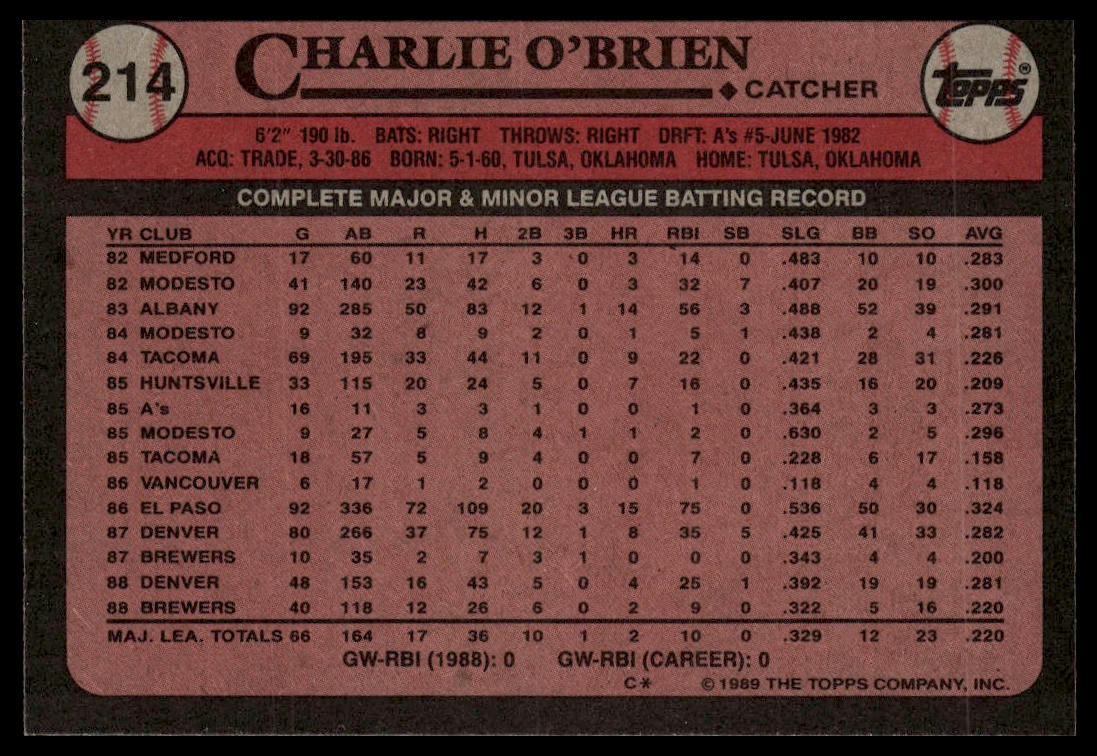 214
CHARLIE O'BRIEN
◆ CATCHER
TOPPS®
6'2" 190 lb. BATS: RIGHT THROWS: RIGHT DRFT: A's #5-JUNE 1982
ACQ: TRADE, 3-30-86 BORN: 5-1-60, TULSA, OKLAHOMA HOME: TULSA, OKLAHOMA
COMPLETE MAJOR & MINOR LEAGUE BATTING RECORD
YR CLUB G AB R H 2B 3B HR RBI SB SLG BB SO AVG
82 MEDFORD 17 60 11 17 3 0 3 14 0 .483 10 10 .283
82 MODESTO 41 140 23 42 6 0 3 32 7 .407 20 19 .300
83 ALBANY 92 285 50 83 12 1 14 56 3 .488 52 39 .291
84 MODESTO 9 32 8 9 2 0 1 5 1 .438 2 4 .281
84 TACOMA 69 195 33 44 11 0 9 22 0 .421 28 31 .226
85 HUNTSVILLE 33 115 20 24 5 0 7 16 0 .435 16 20 .209
85 A's 16 11 3 3 1 0 0 1 0 .364 3 3 .273
85 MODESTO 9 27 5 8 4 1 1 2 0 .630 2 5 .296
85 TACOMA 18 57 5 9 4 0 0 7 0 .228 6 17 .158
86 VANCOUVER 6 17 1 2 0 0 0 1 0 .118 4 4 .118
86 EL PASO 92 336 72 109 20 3 15 75 0 .536 50 30 .324
87 DENVER 80 266 37 75 12 1 8 35 5 .425 41 33 .282
87 BREWERS 10 35 2 7 3 1 0 0 0 .343 4 4 .200
88 DENVER 48 153 16 43 5 0 4 25 1 .392 19 19 .281
88 BREWERS 40 118 12 26 6 0 2 9 0 .322 5 16 .220
MAJ. LEA. TOTALS 66 164 17 36 10 1 2 10 0 .329 12 23 .220
GW-RBI (1988): 0 GW-RBI (CAREER): 0
C* © 1989 THE TOPPS COMPANY, INC.